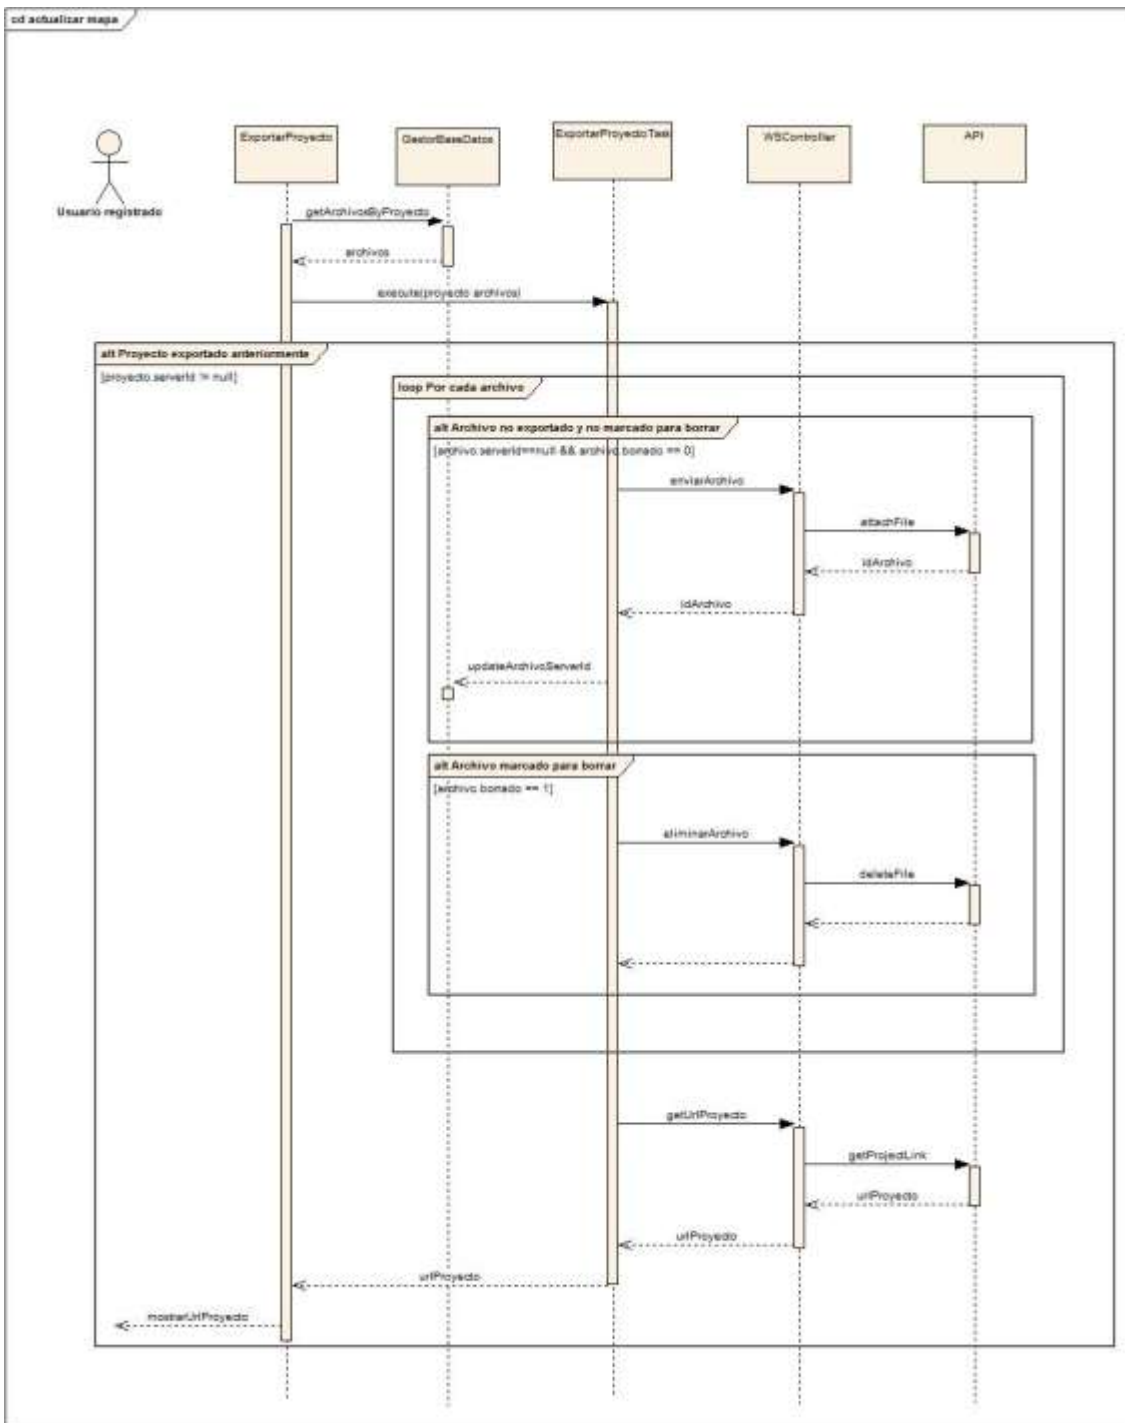 cd actualizar mapa
ExportarProyecto
GestorBaseDatos
ExportarProyectoTask
WSController
API
Usuario registrado
getArchivosByProyecto
archivos
execute(proyecto archivos)
alt Proyecto exportado anteriormente
[proyecto.serverId != null]
loop Por cada archivo
alt Archivo no exportado y no marcado para borrar
[archivo.serverId==null && archivo.borrado == 0]
enviarArchivo
attachFile
idArchivo
idArchivo
updateArchivoServerId
alt Archivo marcado para borrar
[archivo.borrado == 1]
eliminarArchivo
deleteFile
getUrlProyecto
getProjectLink
urlProyecto
urlProyecto
urlProyecto
mostrarUrlProyecto